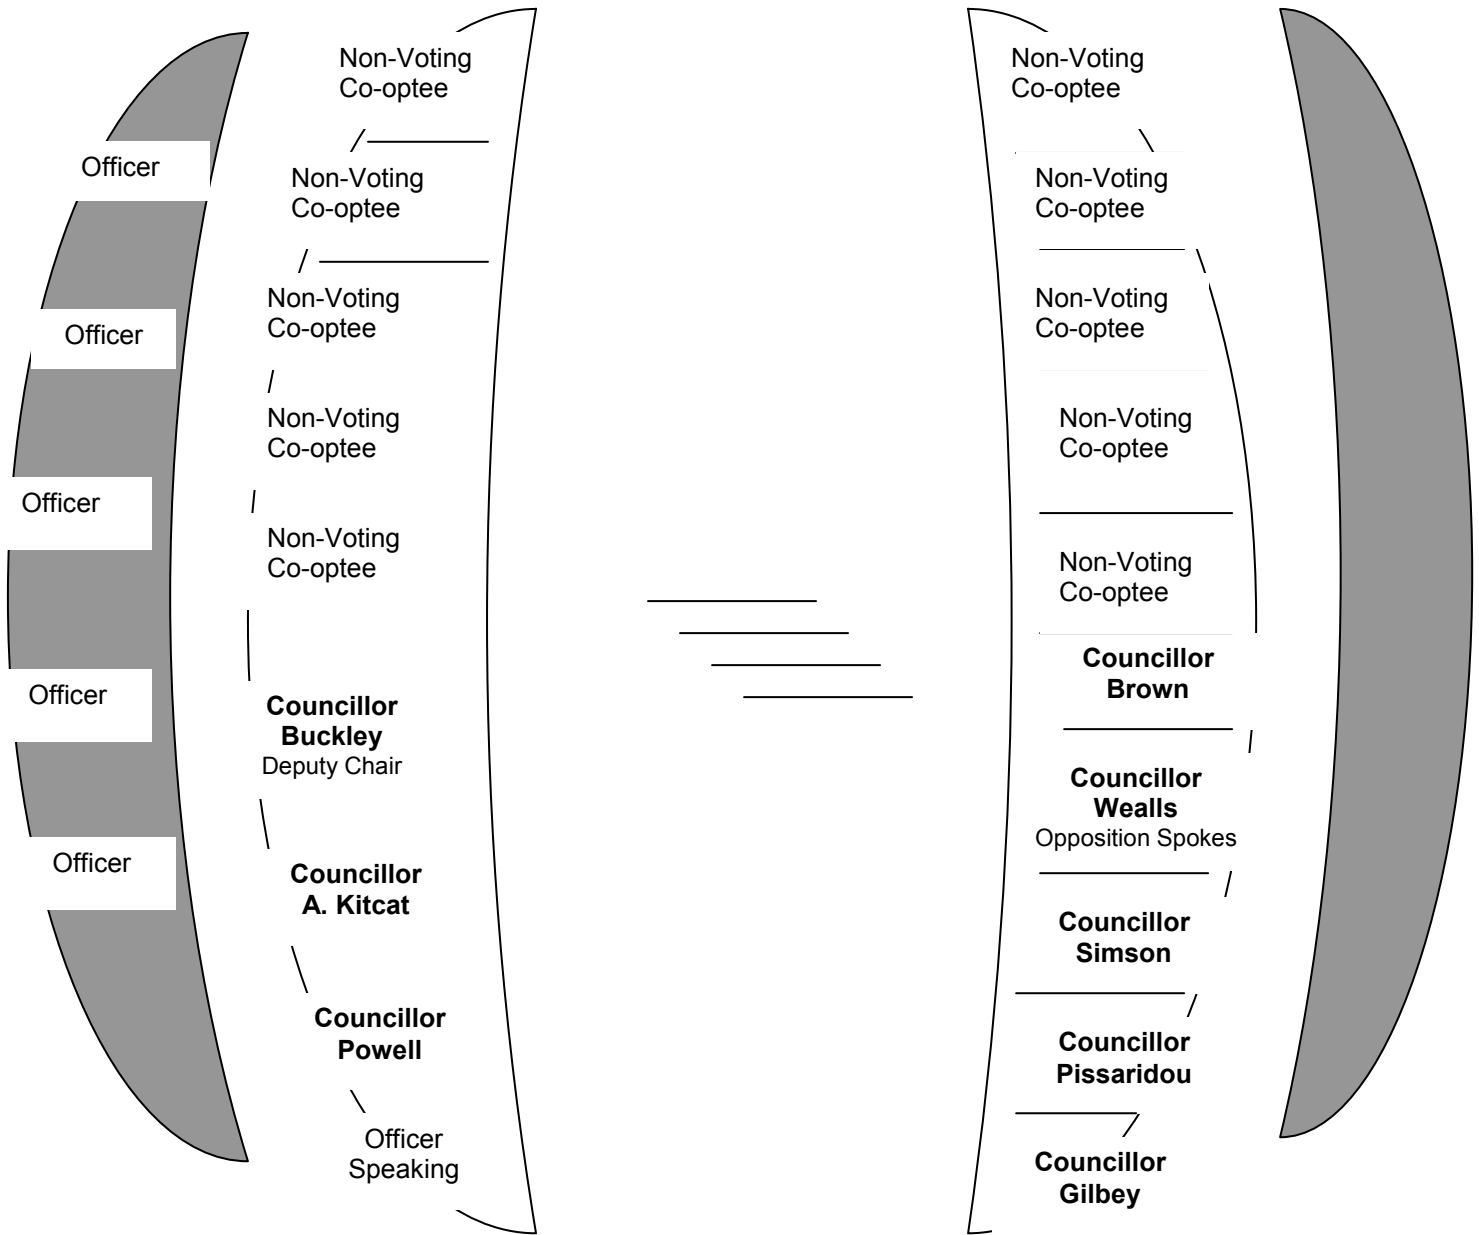 Officer
Officer
Officer
Officer
Officer
Non-Voting
Co-optee
Non-Voting
Co-optee
Non-Voting
Co-optee
Non-Voting
Co-optee
Non-Voting
Co-optee
Councillor
Buckley
Deputy Chair
Councillor
A. Kitcat
Councillor
Powell
Officer
Speaking
Non-Voting
Co-optee
Non-Voting
Co-optee
Non-Voting
Co-optee
Non-Voting
Co-optee
Non-Voting
Co-optee
Councillor
Brown
Councillor
Wealls
Opposition Spokes
Councillor
Simson
Councillor
Pissaridou
Councillor
Gilbey